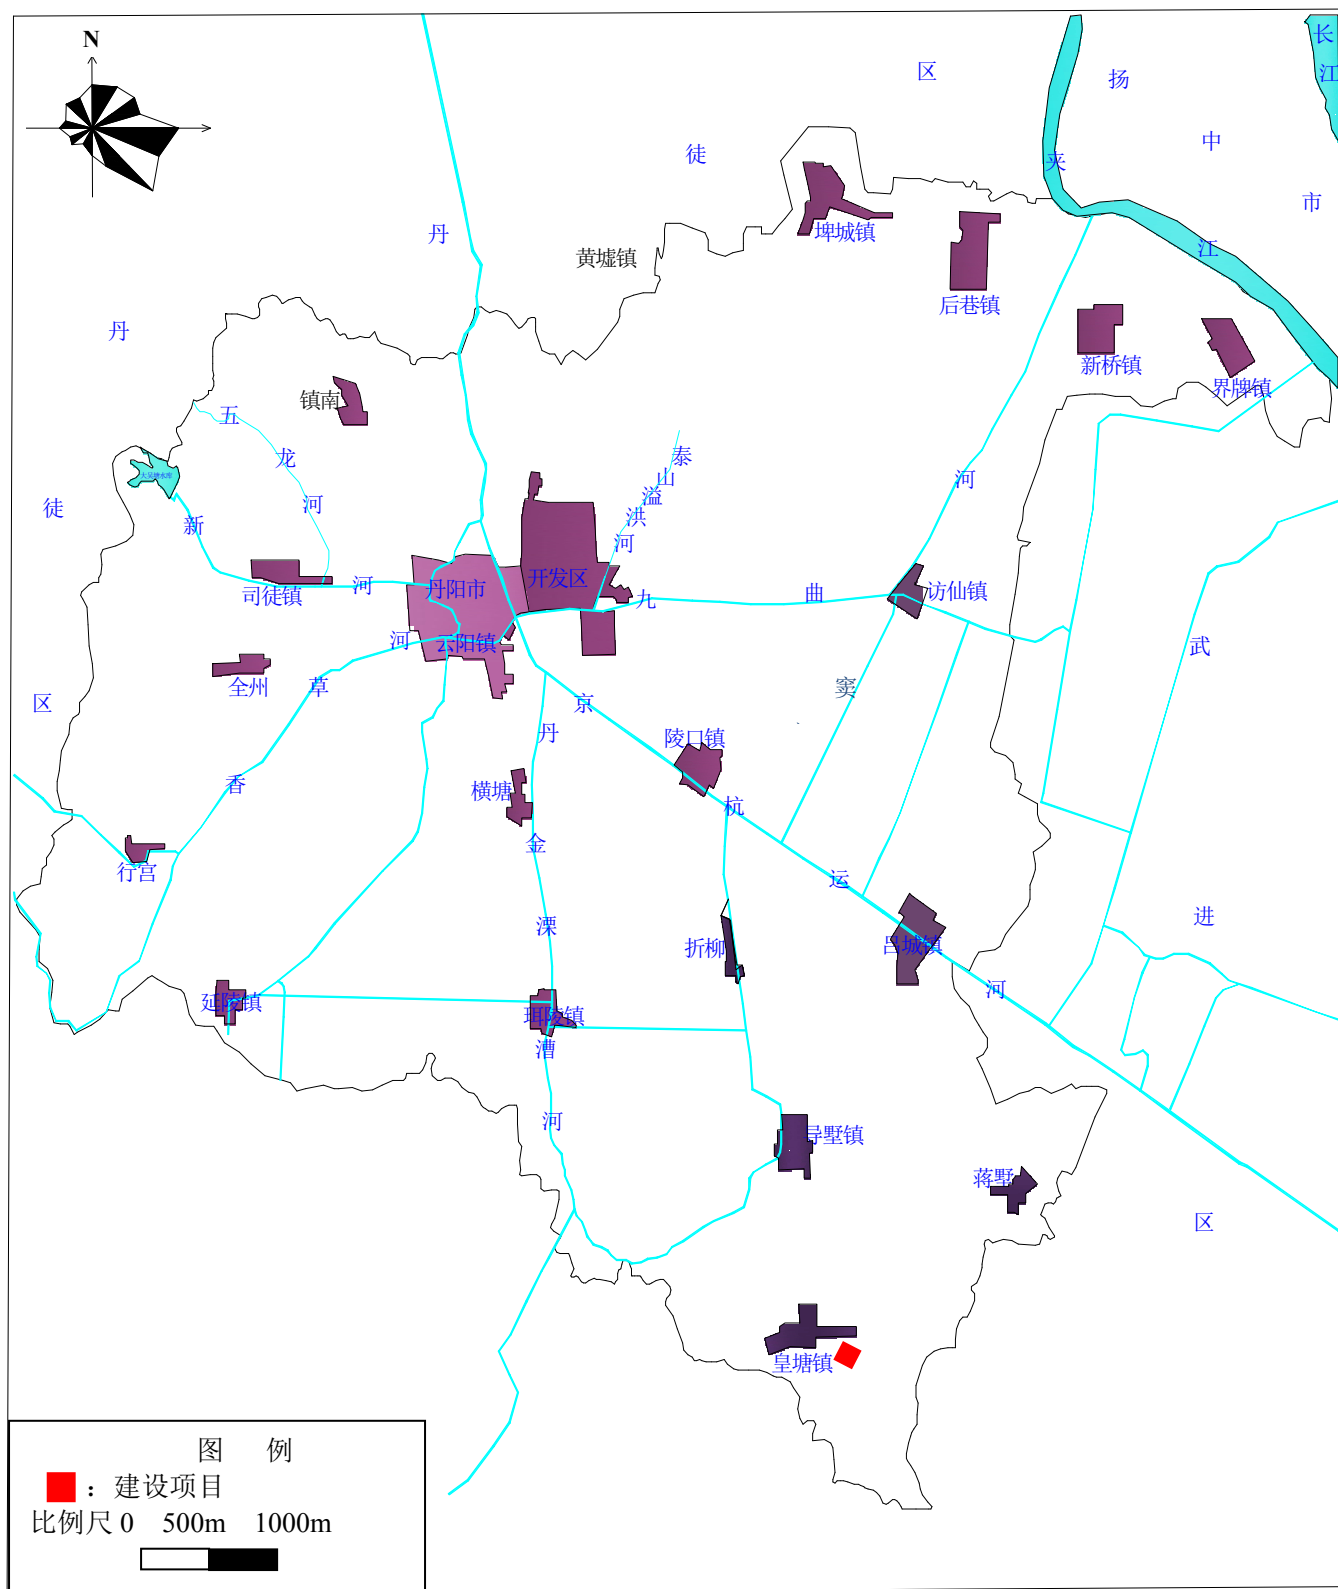 N
长
江
区
扬
中
市
徒
夹
江
丹
黄墟镇
埤城镇
后巷镇
新桥镇
界牌镇
丹
镇南
五
龙
河
大吴塘水库
徒
新
河
泰
山
溢
洪
河
河
司徒镇
丹阳市
开发区
九
曲
访仙镇
云阳镇
河
草
香
全州
区
武
窦
京
丹
陵口镇
横塘
杭
金
行宫
运
溧
折柳
吕城镇
进
河
延陵镇
珥陵镇
漕
河
导墅镇
蒋墅
区
皇塘镇
图 例
：建设项目
比例尺 0 500m 1000m